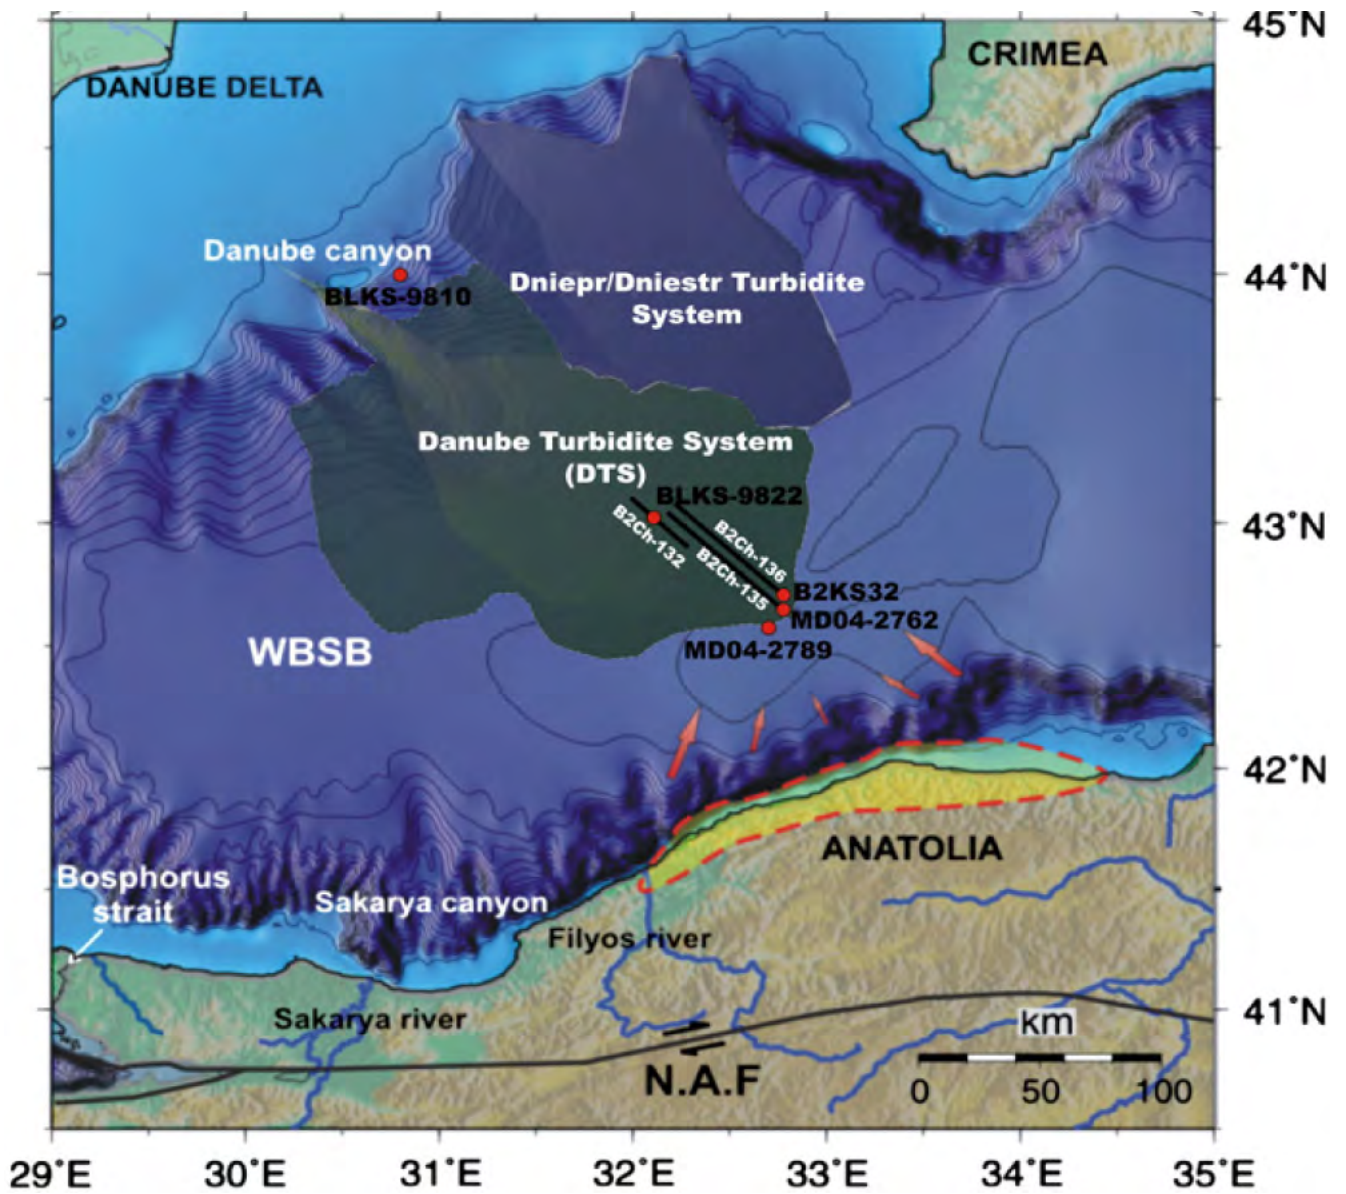 45°N
CRIMEA
DANUBE DELTA
Danube canyon
BLKS-9810
44°N
Dniepr/Dniestr Turbidite
System
Danube Turbidite System
(DTS)
BLKS-9822
43°N
B2Ch-132
B2Ch-136
B2Ch-135
B2KS32
MD04-2762
MD04-2789
WBSB
42°N
ANATOLIA
Bosphorus
strait
Sakarya canyon
Filyos river
Sakarya river
41°N
km
N.A.F
0 50 100
29°E 30°E 31°E 32°E 33°E 34°E 35°E